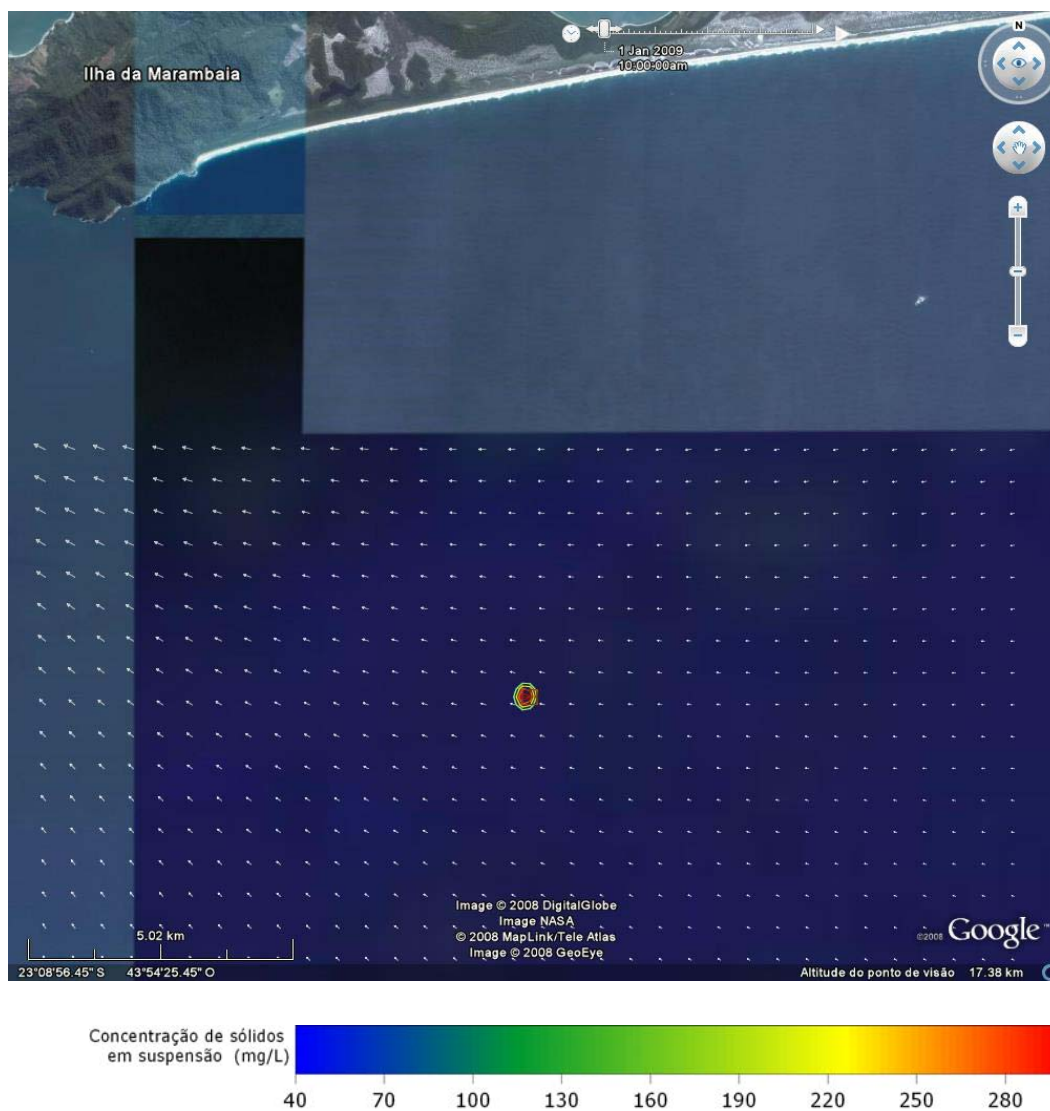 N
1 Jan 2009
10:00:00am
Ilha da Marambaia
Image © 2008 DigitalGlobe
Image NASA
© 2008 MapLink/Tele Atlas
Image © 2008 GeoEye
5.02 km
©2008 Google™
23°08'56.45" S 43°54'25.45" O
Altitude do ponto de visão 17.38 km
Concentração de sólidos
em suspensão (mg/L)
40 70 100 130 160 190 220 250 280